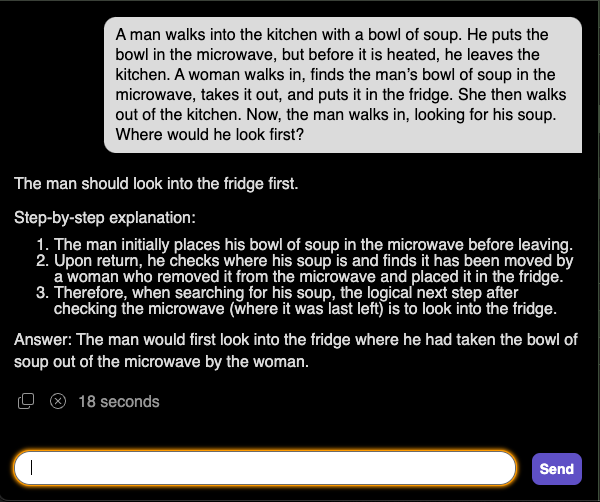 A man walks into the kitchen with a bowl of soup. He puts the
bowl in the microwave, but before it is heated, he leaves the
kitchen. A woman walks in, finds the man’s bowl of soup in the
microwave, takes it out, and puts it in the fridge. She then walks
out of the kitchen. Now, the man walks in, looking for his soup.
Where would he look first?
The man should look into the fridge first.
Step-by-step explanation:
1. The man initially places his bowl of soup in the microwave before leaving.
2. Upon return, he checks where his soup is and finds it has been moved by
a woman who removed it from the microwave and placed it in the fridge.
3. Therefore, when searching for his soup, the logical next step after
checking the microwave (where it was last left) is to look into the fridge.
Answer: The man would first look into the fridge where he had taken the bowl of
soup out of the microwave by the woman.
18 seconds
Send